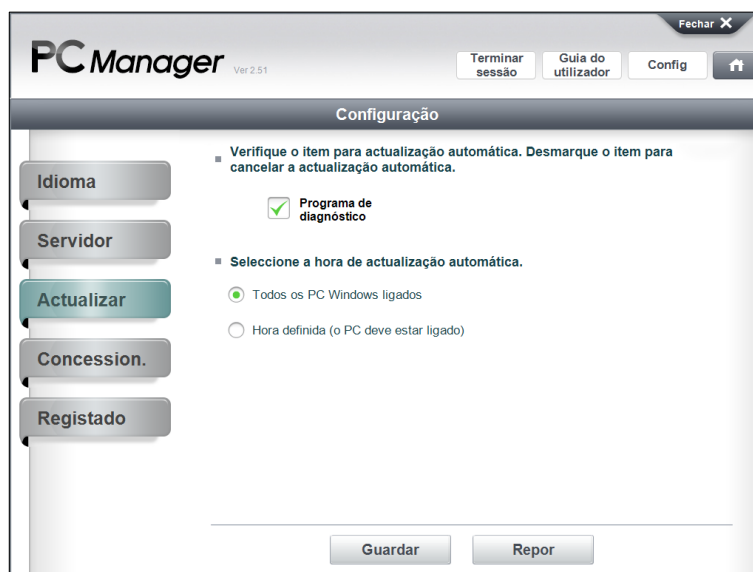 Fechar X
PC Manager Ver 2.51
Terminar sessão
Guia do utilizador
Config
Configuração
Idioma
Servidor
Actualizar
Concession.
Registado
Verifique o item para actualização automática. Desmarque o item para
cancelar a actualização automática.
Programa de
diagnóstico
Seleccione a hora de actualização automática.
Todos os PC Windows ligados
Hora definida (o PC deve estar ligado)
Guardar
Repor